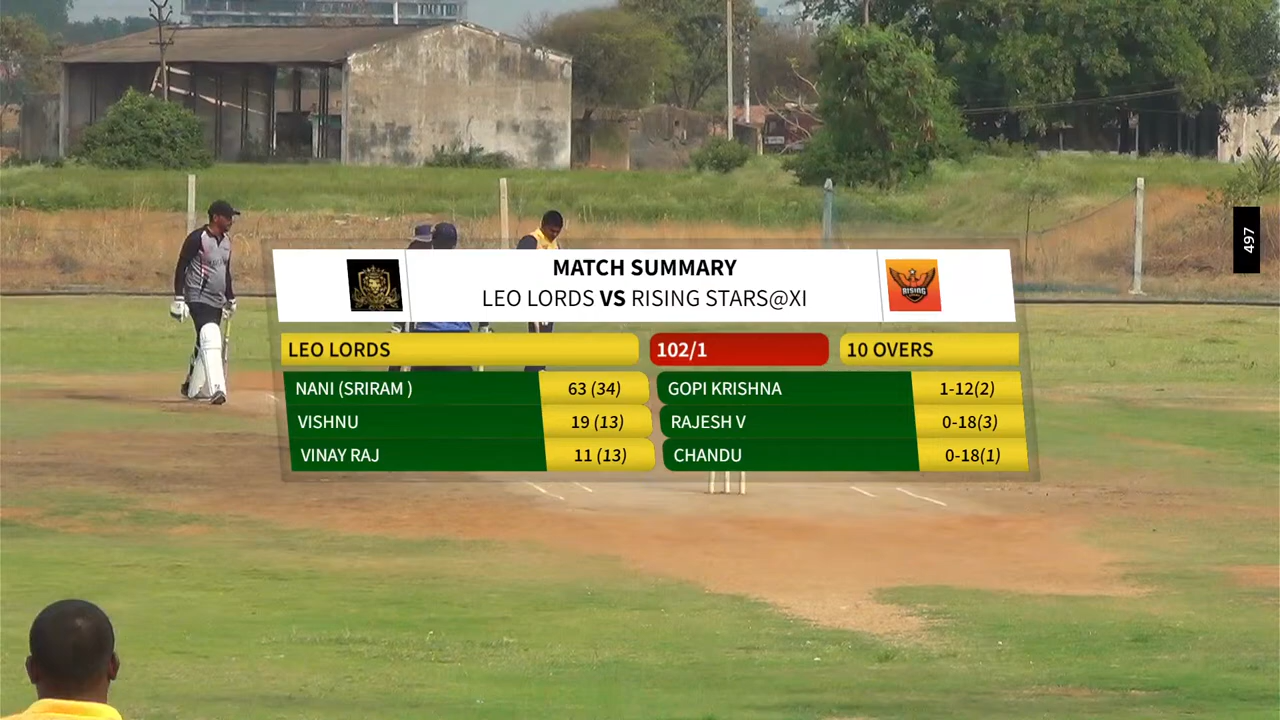 MATCH SUMMARY
LEO LORDS VS RISING STARS@XI
RISING
LEO LORDS 102/1 10 OVERS
NANI (SRIRAM ) 63 (34) GOPI KRISHNA 1-12(2)
VISHNU 19 (13) RAJESH V 0-18(3)
VINAY RAJ 11 (13) CHANDU 0-18(1)
497